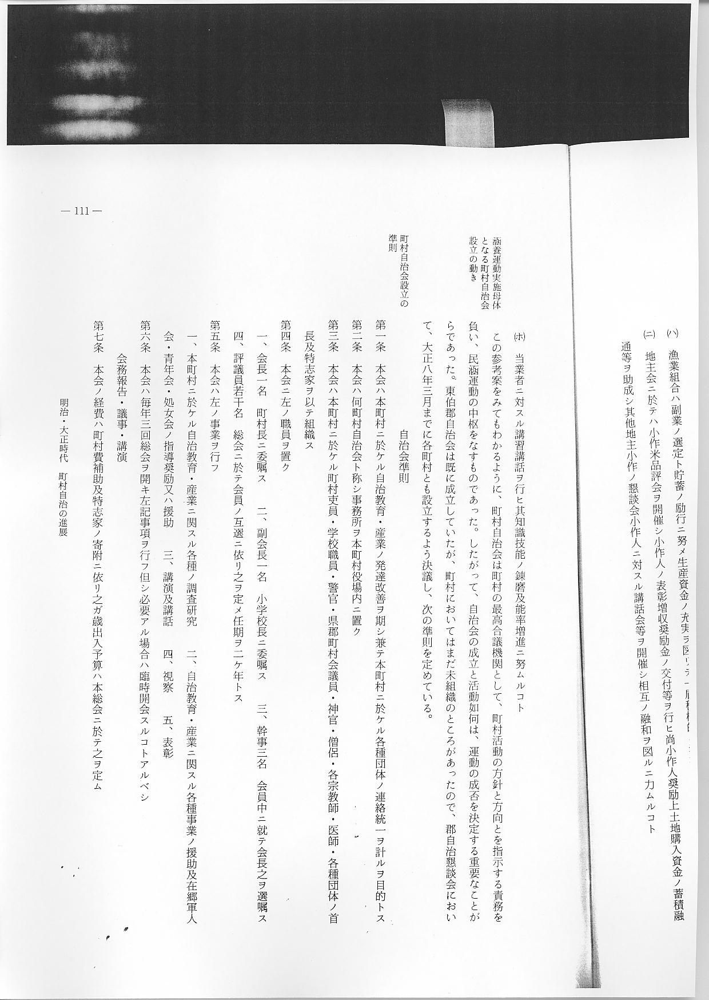 ㈧　漁業組合ハ副業ノ選定ト貯蓄ノ励行ニ努メ生産資金ノ充実ヲ図リテ一層積極的
㈡　地主会ニ於テハ小作米品評会ヲ開催シ小作人ノ表彰増収奨励金ノ交付等ヲ行ヒ尚小作人奨励上土地購入資金ノ蓄積融
通等ヲ助成シ其他地主小作ノ懇談会小作人ニ対スル講話会等ヲ開催シ相互ノ融和ヲ図ルニ力ムルコト
㈭　当業者ニ対スル講習講話ヲ行ヒ其知識技能ノ錬磨及能率増進ニ努ムルコト
涵養運動実施母体
となる町村自治会
設立の動き
この参考案をみてもわかるように、町村自治会は町村の最高合議機関として、町村活動の方針と方向とを指示する責務を
負い、民涵運動の中枢をなすものであった。したがって、自治会の成立と活動如何は、運動の成否を決定する重要なことが
らであった。東伯郡自治会は既に成立していたが、町村においてはまだ未組織のところがあったので、郡自治懇談会におい
て、大正八年三月までに各町村とも設立するよう決議し、次の準則を定めている。
町村自治会設立の
準則
自治会準則
第一条　本会ハ本町村ニ於ケル自治教育・産業ノ発達改善ヲ期シ兼テ本町村ニ於ケル各種団体ノ連絡統一ヲ計ルヲ目的トス
第二条　本会ハ何町村自治会ト称シ事務所ヲ本町村役場内ニ置ク
第三条　本会ハ本町村ニ於ケル町村吏員・学校職員・警官・県郡町村会議員・神官・僧侶・各宗教師・医師・各種団体ノ首
長及特志家ヲ以テ組織ス
第四条　本会ニ左ノ職員ヲ置ク
一、会長一名　町村長ニ委嘱ス　　二、副会長一名　小学校長ニ委嘱ス　　三、幹事三名　会員中ニ就テ会長之ヲ選嘱ス
四、評議員若干名　総会ニ於テ会員ノ互選ニ依リ之ヲ定メ任期ヲ二ケ年トス
第五条　本会ハ左ノ事業ヲ行フ
一、本町村ニ於ケル自治教育・産業ニ関スル各種ノ調査研究　　二、自治教育・産業ニ関スル各種事業ノ援助及在郷軍人
会・青年会・処女会ノ指導奨励又ハ援助　　三、講演及講話　　四、視察　　五、表彰
第六条　本会ハ毎年三回総会ヲ開キ左記事項ヲ行フ但シ必要アル場合ハ臨時開会スルコトアルベシ
会務報告・議事・講演
第七条　本会ノ経費ハ町村費補助及特志家ノ寄附ニ依リ之ガ歳出入予算ハ本総会ニ於テ之ヲ定ム
明治・大正時代　町村自治の進展
— 111 —